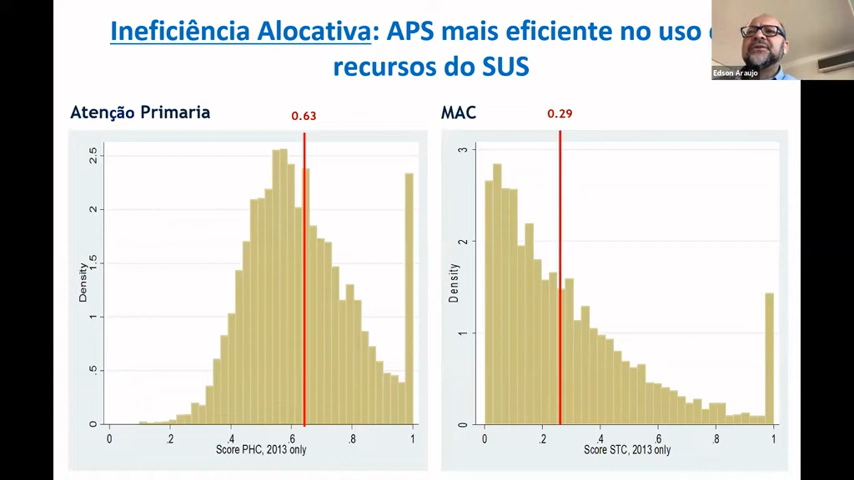 Ineficiência Alocativa: APS mais eficiente no uso
recursos do SUS
Edson Araujo
Atenção Primaria
0.63
MAC
0.29
2.5
2
1.5
1
.5
0
Density
0 .2 .4 .6 .8 1
Score PHC, 2013 only
3
2
1
0
Density
0 .2 .4 .6 .8 1
Score STC, 2013 only